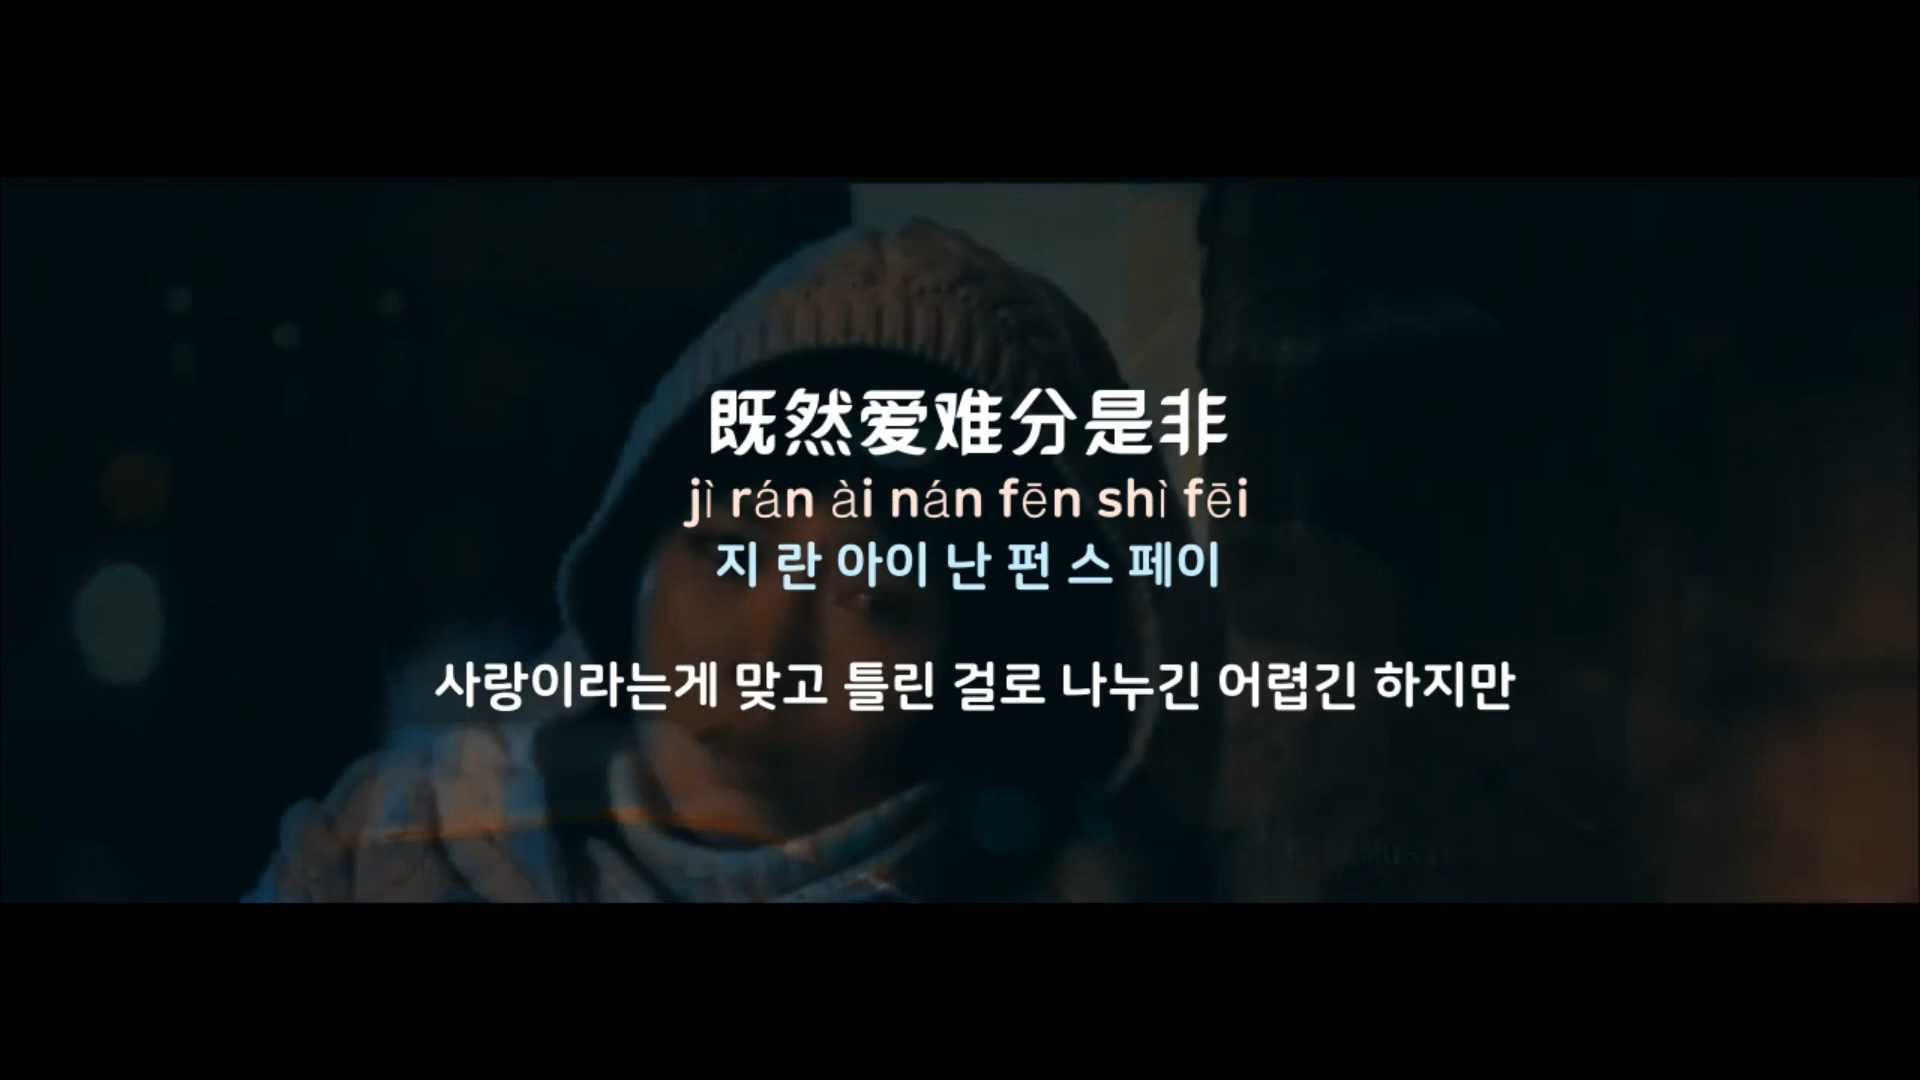 既然爱难分是非
jì rán ài nán fēn shì fēi
지 란 아이 난 펀 스 페이
사랑이라는게 맞고 틀린 걸로 나누긴 어렵긴 하지만